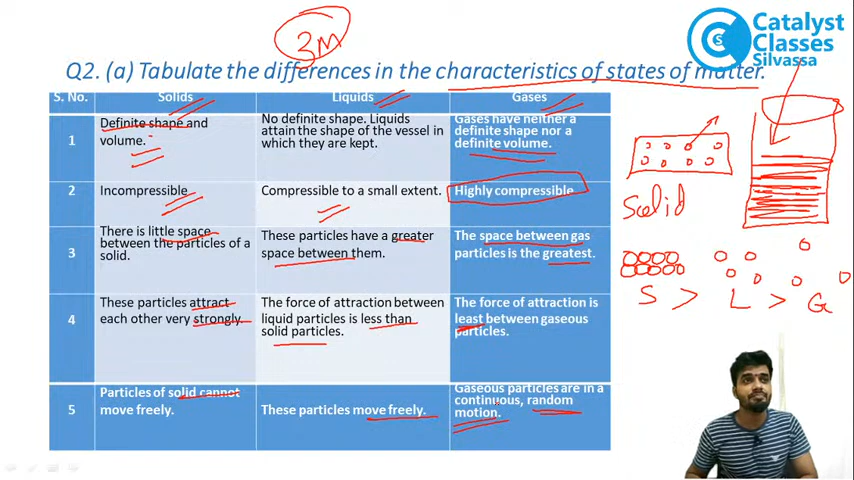 3M
Catalyst
Classes
Silvassa
Q2. (a) Tabulate the differences in the characteristics of states of matter.
S. No.
Solids
Liquids
Gases
1
Definite shape and
volume.
No definite shape. Liquids
attain the shape of the vessel in
which they are kept.
Gases have neither a
definite shape nor a
definite volume.
2
Incompressible
Compressible to a small extent.
Highly compressible
3
There is little space
between the particles of a
solid.
These particles have a greater
space between them.
The space between gas
particles is the greatest.
4
These particles attract
each other very strongly
The force of attraction between
liquid particles is less than
solid particles.
The force of attraction is
least between gaseous
particles.
5
Particles of solid cannot
move freely.
These particles move freely.
Gaseous particles are in a
continuous, random
motion.
Solid
S > L > G